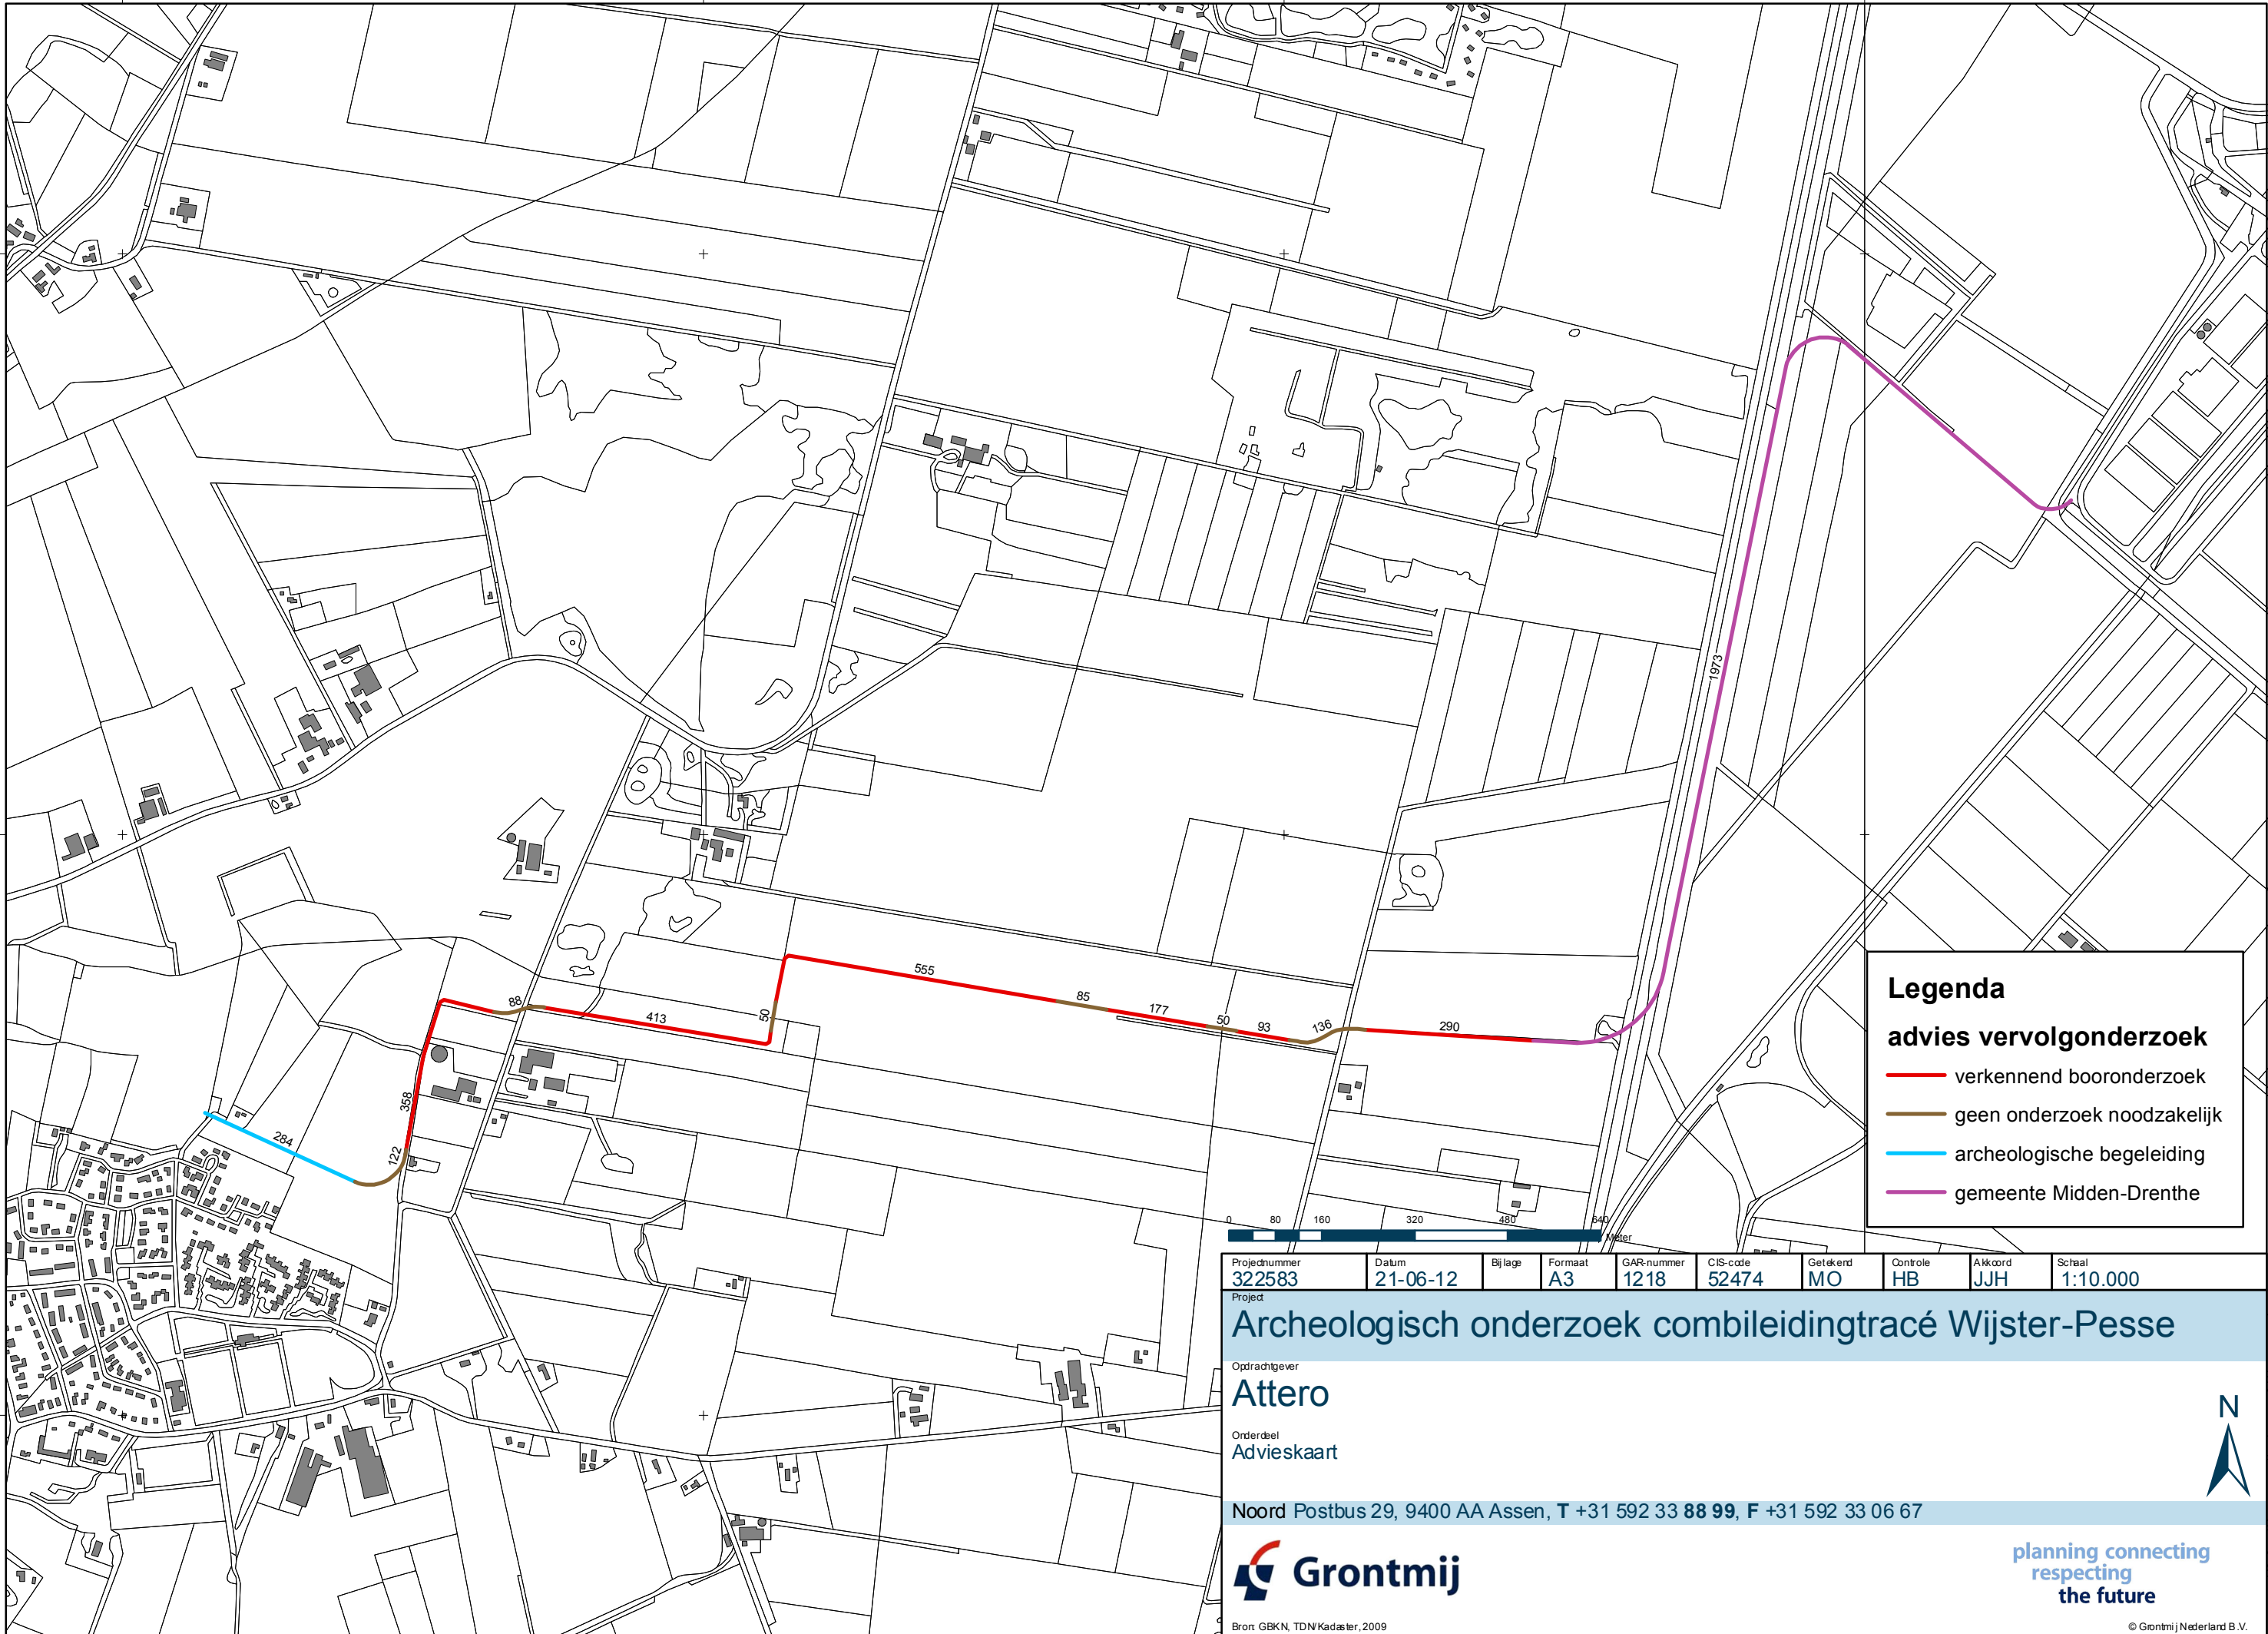 1973
555
88
413
50
85
177
50
93
136
290
358
284
122
Legenda
advies vervolgonderzoek
verkennend booronderzoek
geen onderzoek noodzakelijk
archeologische begeleiding
gemeente Midden-Drenthe
0 80 160 320 480 640
Meter
Projectnummer Datum Bijlage Formaat GAR-nummer CIS-code Getekend Controle Akkoord Schaal
322583 21-06-12 A3 1218 52474 MO HB JJH 1:10.000
Project
Archeologisch onderzoek combileidingtracé Wijster-Pesse
Opdrachtgever
Attero
Onderdeel
Advieskaart
N
Noord Postbus 29, 9400 AA Assen, T +31 592 33 88 99, F +31 592 33 06 67
Grontmij
planning connecting
respecting
the future
Bron: GBKN, TDN/Kadaster, 2009
© Grontmij Nederland B.V.